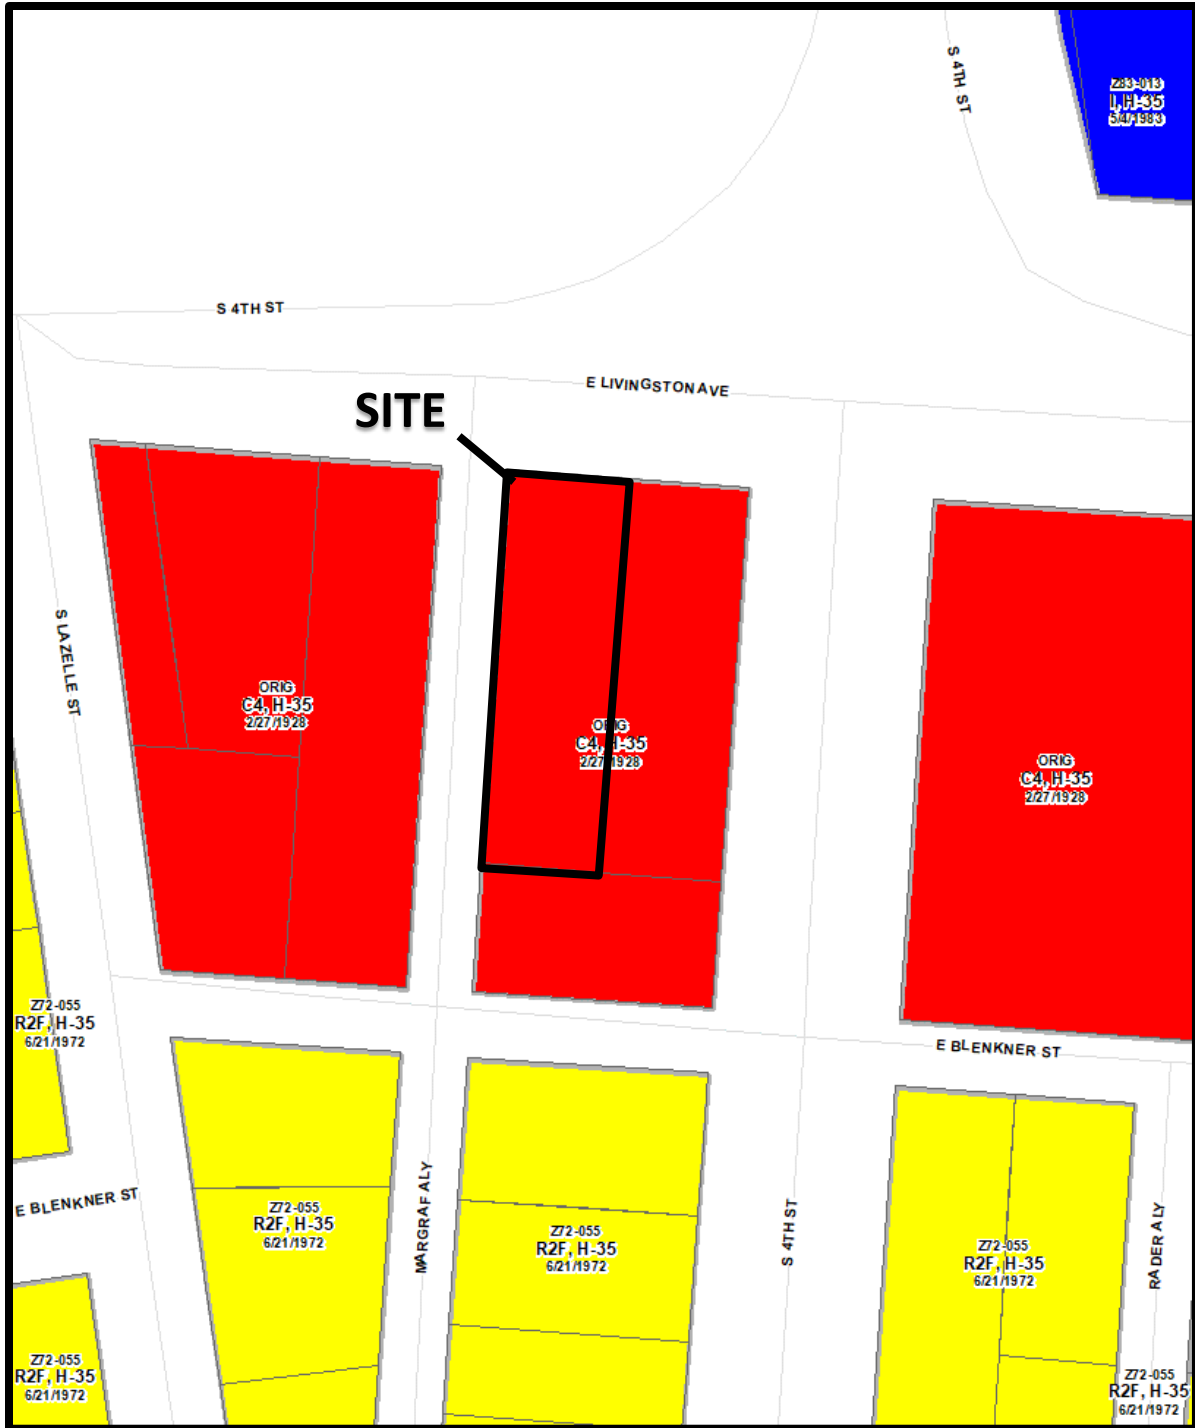 S 4TH ST
Z83-013
I, H-35
5/4/1983
S 4TH ST
E LIVINGSTON AVE
SITE
S LAZELLE ST
ORIG
C4, H-35
2/27/1928
ORIG
C4, H-35
2/27/1928
ORIG
C4, H-35
2/27/1928
Z72-055
R2F, H-35
6/21/1972
E BLENKNER ST
E BLENKNER ST
Z72-055
R2F, H-35
6/21/1972
MARGRAF ALY
Z72-055
R2F, H-35
6/21/1972
S 4TH ST
Z72-055
R2F, H-35
6/21/1972
RADER ALY
Z72-055
R2F, H-35
6/21/1972
Z72-055
R2F, H-35
6/21/1972